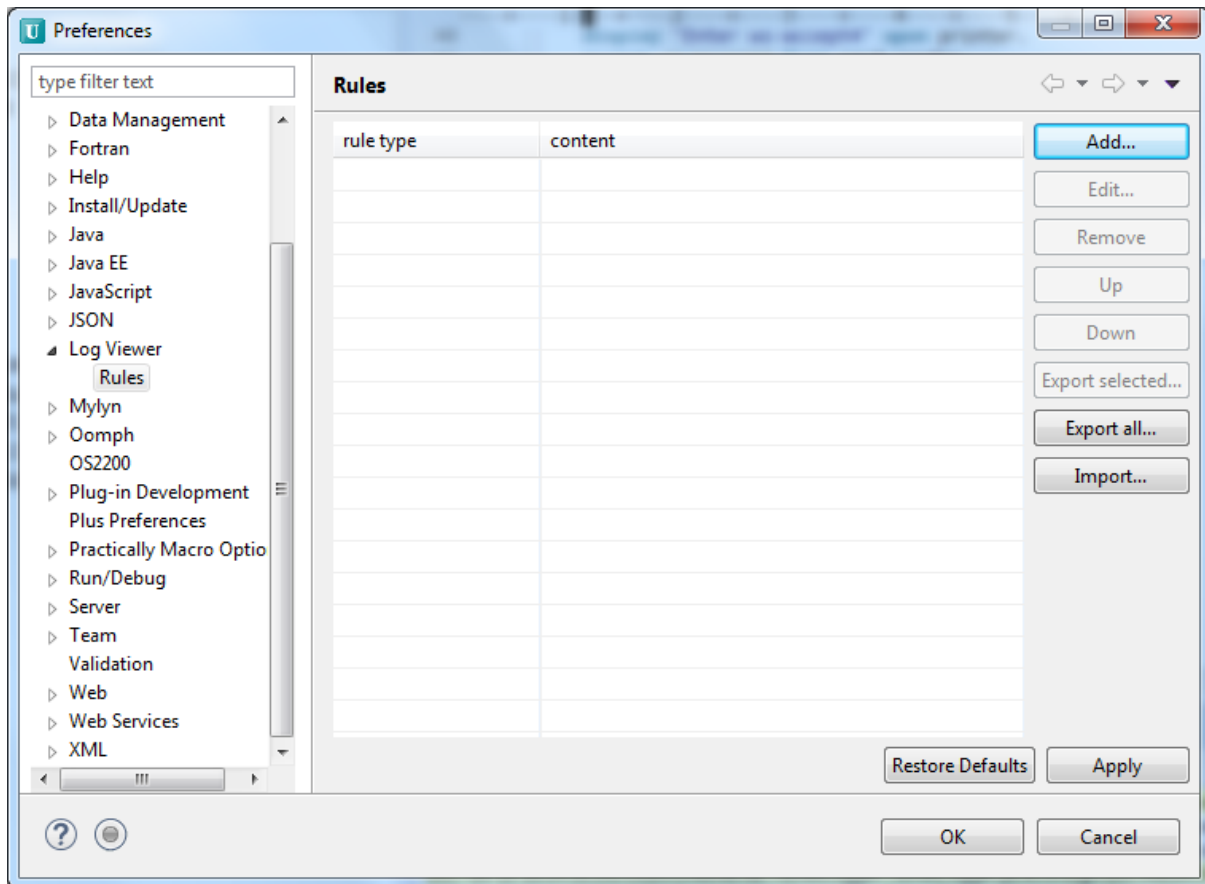 U Preferences
type filter text
Data Management
Fortran
Help
Install/Update
Java
Java EE
JavaScript
JSON
Log Viewer
Rules
Mylyn
Oomph
OS2200
Plug-in Development
Plus Preferences
Practically Macro Optio
Run/Debug
Server
Team
Validation
Web
Web Services
XML
Rules
rule type content
Add...
Edit...
Remove
Up
Down
Export selected...
Export all...
Import...
Restore Defaults Apply
? OK Cancel